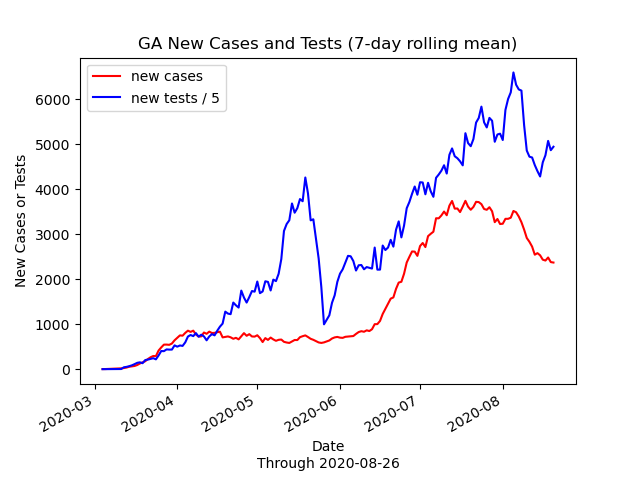 GA New Cases and Tests (7-day rolling mean)
new cases
new tests / 5
New Cases or Tests
6000
5000
4000
3000
2000
1000
0
2020-03
2020-04
2020-05
2020-06
2020-07
2020-08
Date
Through 2020-08-26